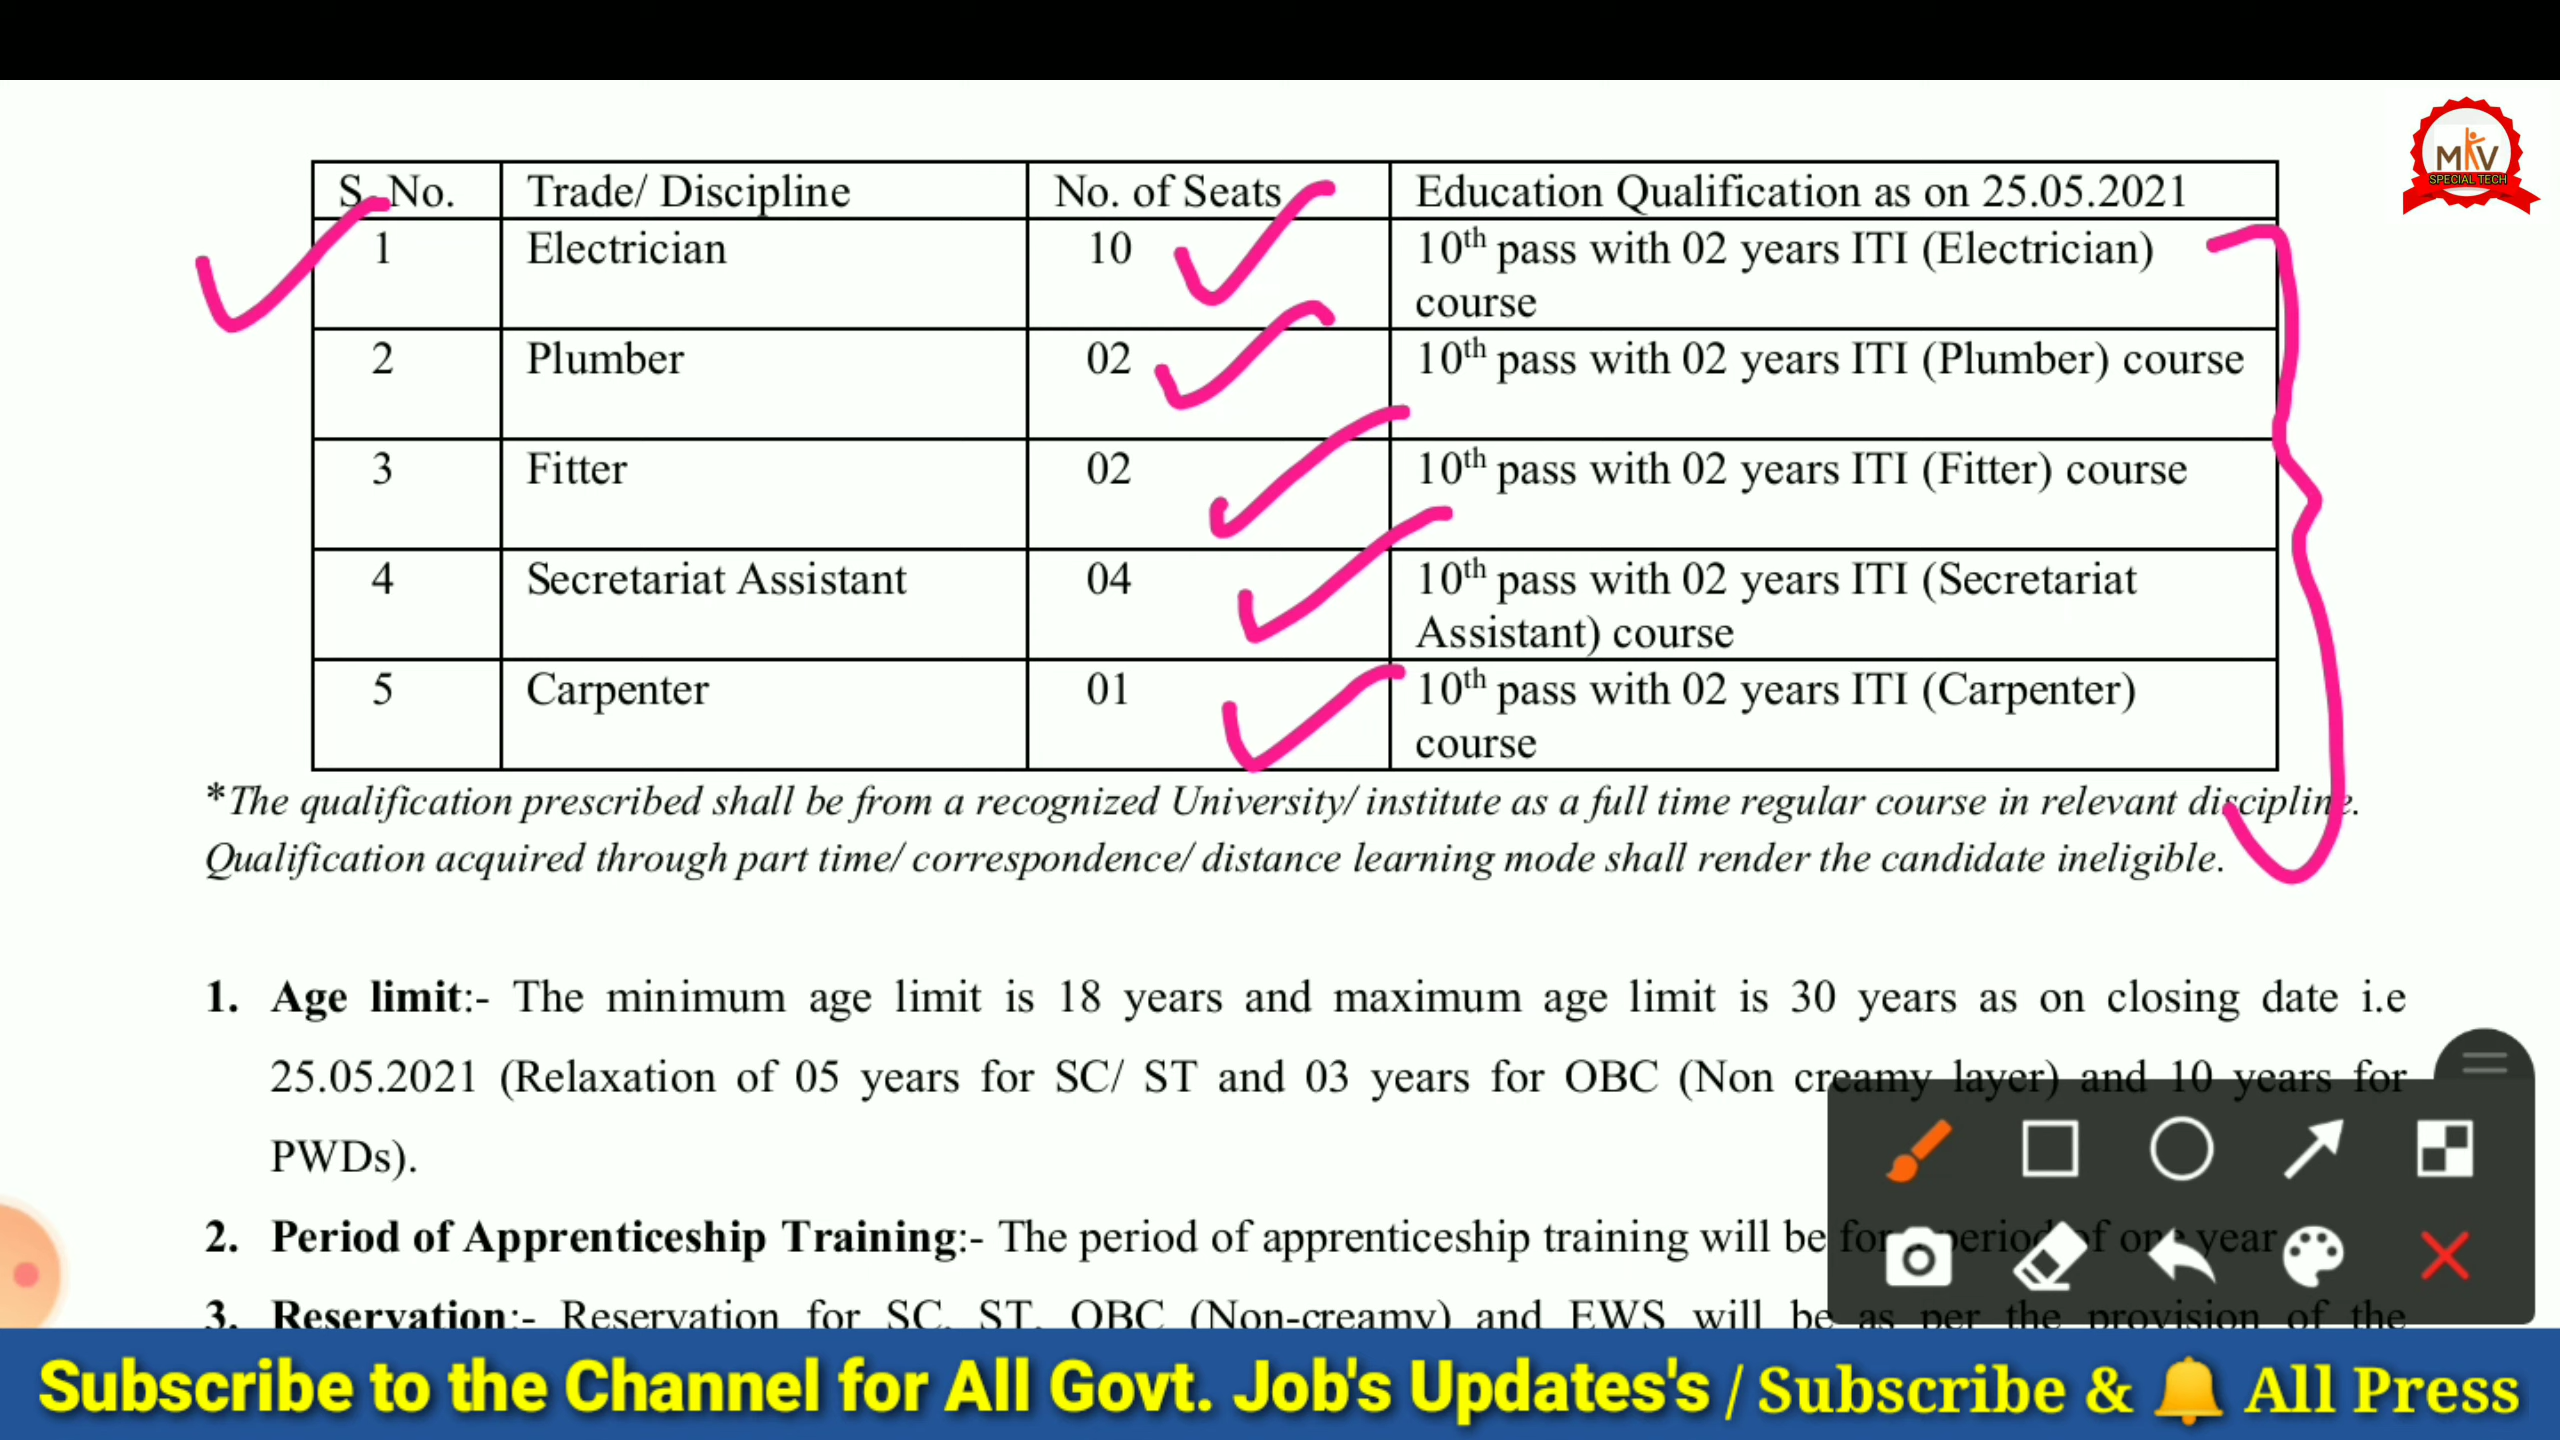 MKV
SPECIAL TECH
S. No. Trade/ Discipline No. of Seats Education Qualification as on 25.05.2021
1 Electrician 10 10th pass with 02 years ITI (Electrician)
course
2 Plumber 02 10th pass with 02 years ITI (Plumber) course
3 Fitter 02 10th pass with 02 years ITI (Fitter) course
4 Secretariat Assistant 04 10th pass with 02 years ITI (Secretariat
Assistant) course
5 Carpenter 01 10th pass with 02 years ITI (Carpenter)
course
*The qualification prescribed shall be from a recognized University/ institute as a full time regular course in relevant discipline.
Qualification acquired through part time/ correspondence/ distance learning mode shall render the candidate ineligible.
1. Age limit:- The minimum age limit is 18 years and maximum age limit is 30 years as on closing date i.e
25.05.2021 (Relaxation of 05 years for SC/ ST and 03 years for OBC (Non creamy layer) and 10 years for
PWDs).
2. Period of Apprenticeship Training:- The period of apprenticeship training will be for period of one year
3. Reservation:- Reservation for SC, ST, OBC (Non-creamy) and EWS will be as per the provision of the
Subscribe to the Channel for All Govt. Job's Updates's / Subscribe & 🔔 All Press